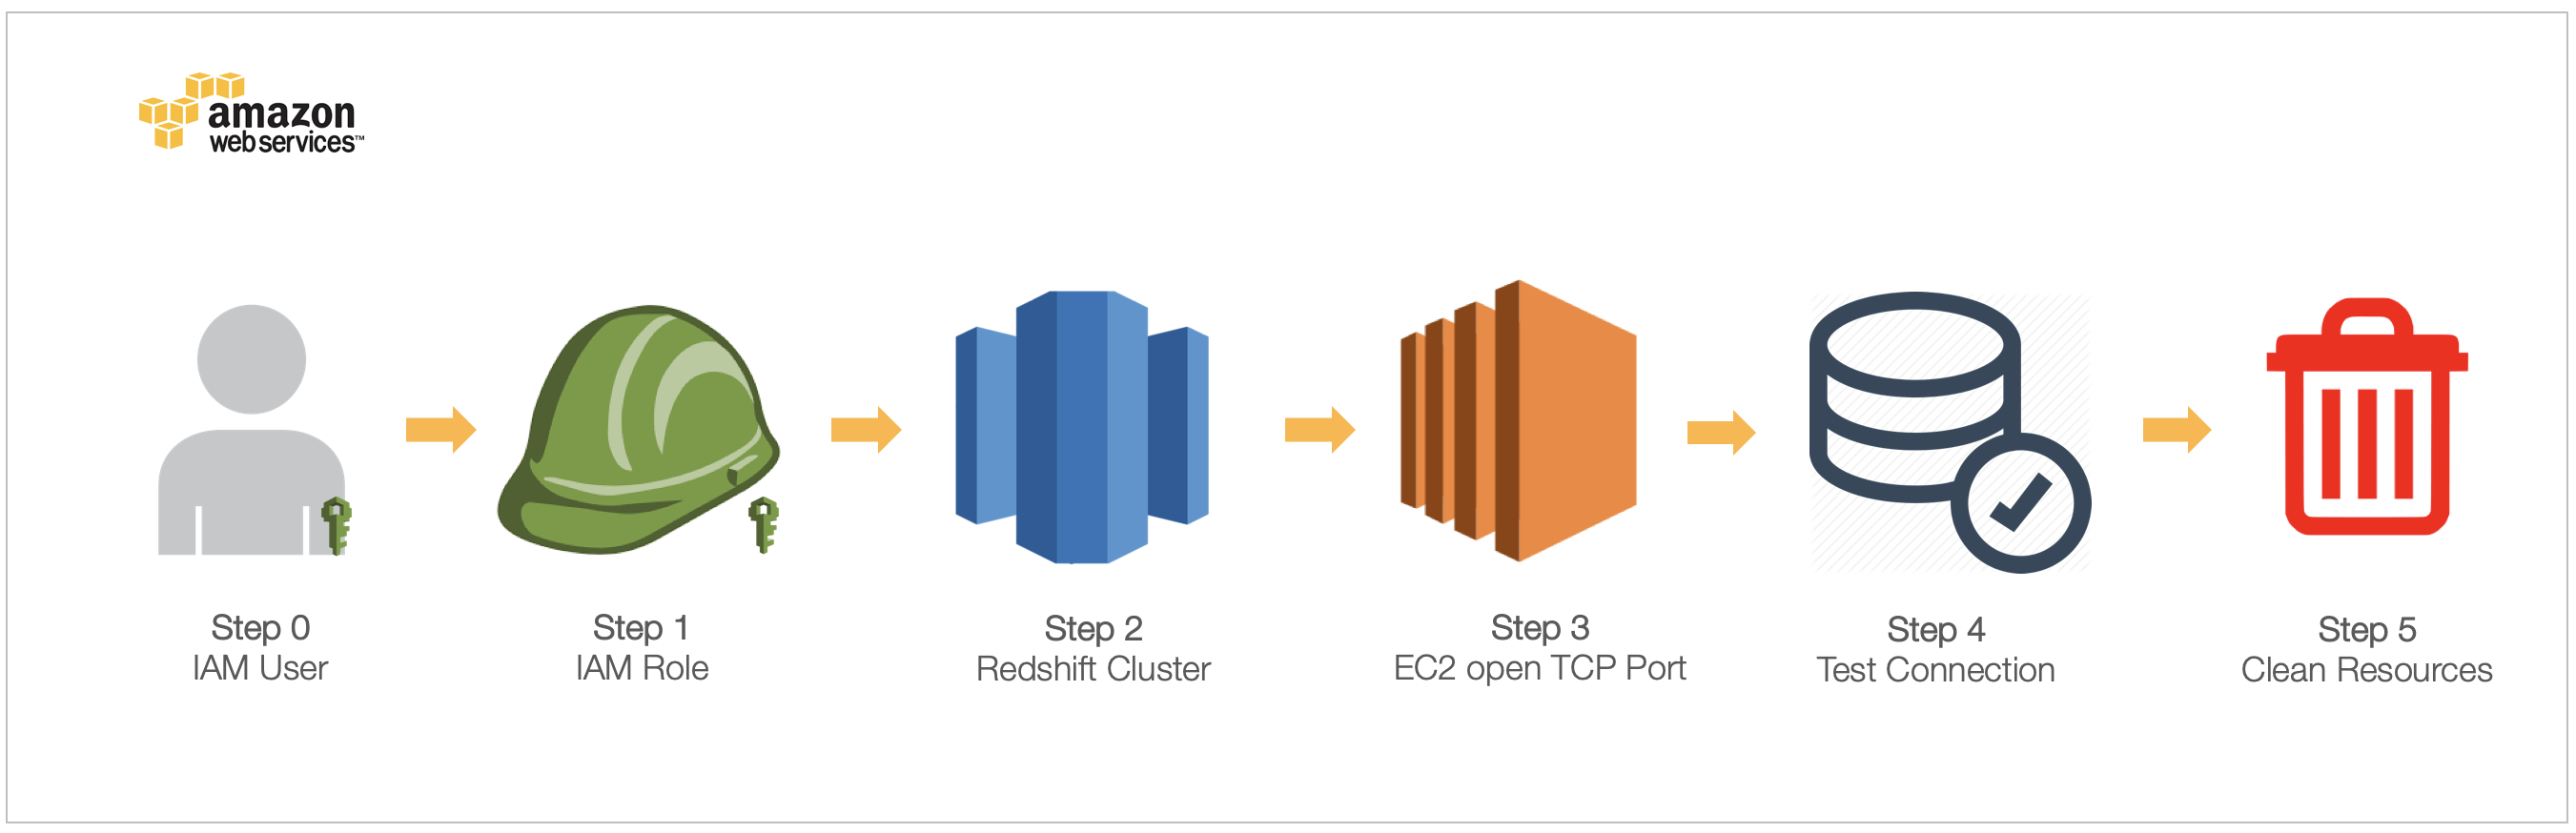 amazon
web services™
Step 0
IAM User
Step 1
IAM Role
Step 2
Redshift Cluster
Step 3
EC2 open TCP Port
Step 4
Test Connection
Step 5
Clean Resources